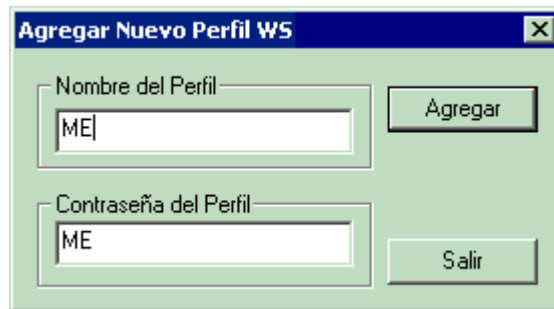 Agregar Nuevo Perfil WS
Nombre del Perfil
ME
Agregar
Contraseña del Perfil
ME
Salir